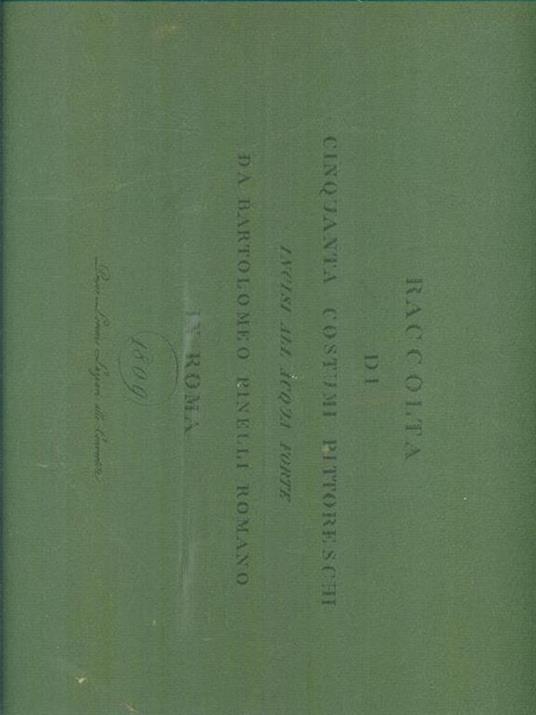 RACCOLTA
DI
CINQUANTA COSTUMI PITTORESCHI
INCISI ALL'ACQUA FORTE
DA BARTOLOMEO PINELLI ROMANO
IN ROMA
1809